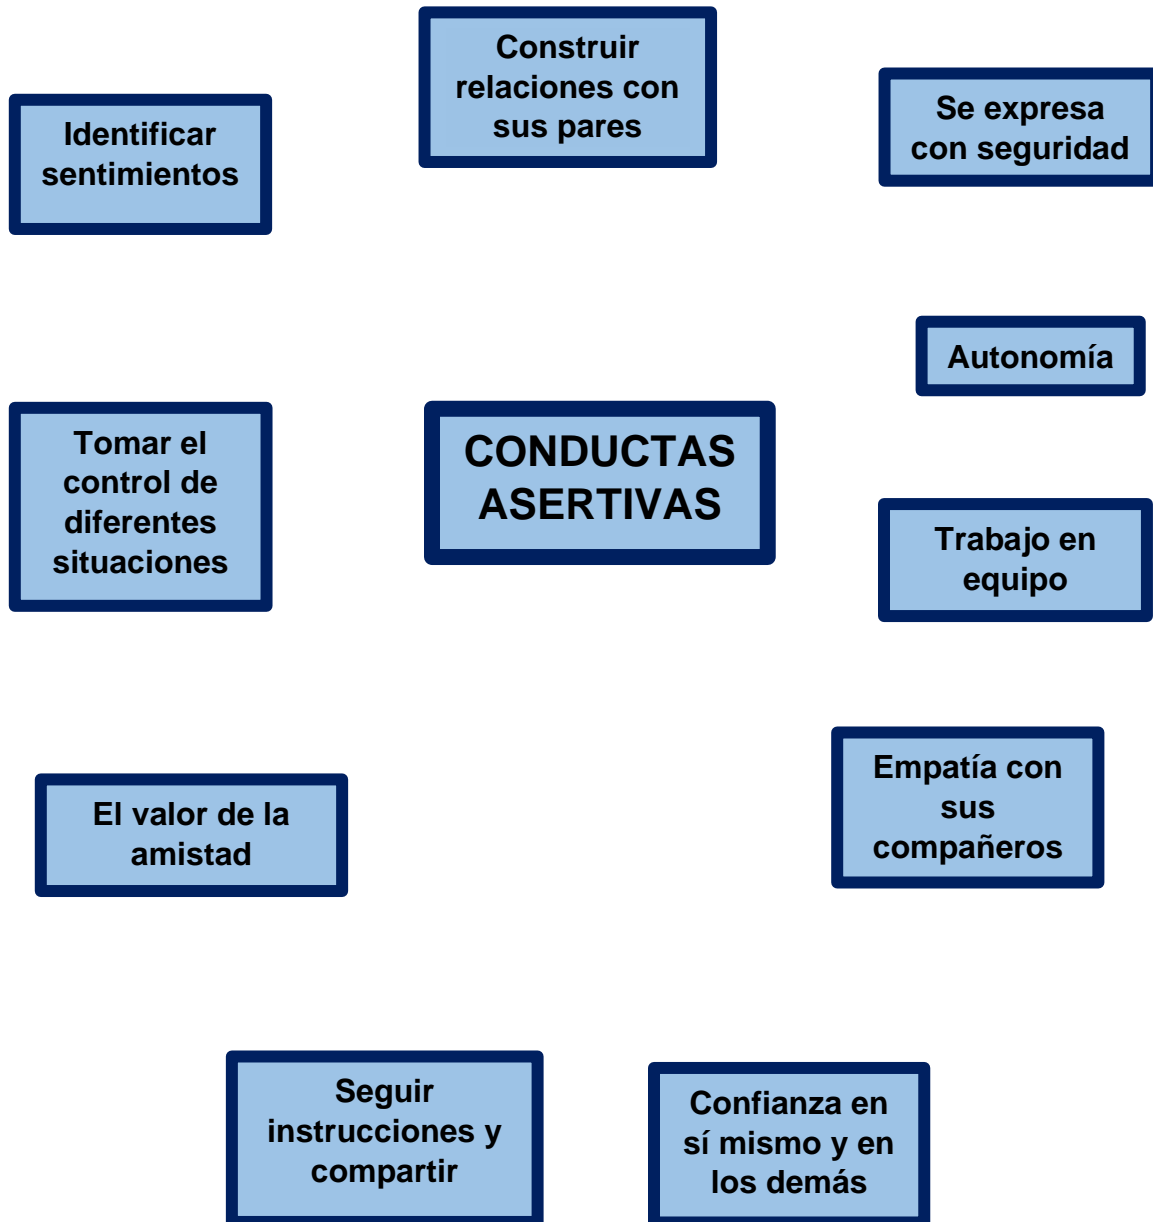 Construir
relaciones con
sus pares
Identificar
sentimientos
Se expresa
con seguridad
Autonomía
Tomar el
control de
diferentes
situaciones
CONDUCTAS
ASERTIVAS
Trabajo en
equipo
Empatía con
sus
compañeros
El valor de la
amistad
Seguir
instrucciones y
compartir
Confianza en
sí mismo y en
los demás